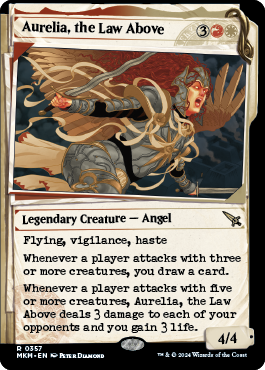 Aurelia, the Law Above 3
Legendary Creature — Angel
Flying, vigilance, haste
Whenever a player attacks with three
or more creatures, you draw a card.
Whenever a player attacks with five
or more creatures, Aurelia, the Law
Above deals 3 damage to each of your
opponents and you gain 3 life.
4/4
R 0357
MKM • EN Peter Diamond ™ & © 2024 Wizards of the Coast